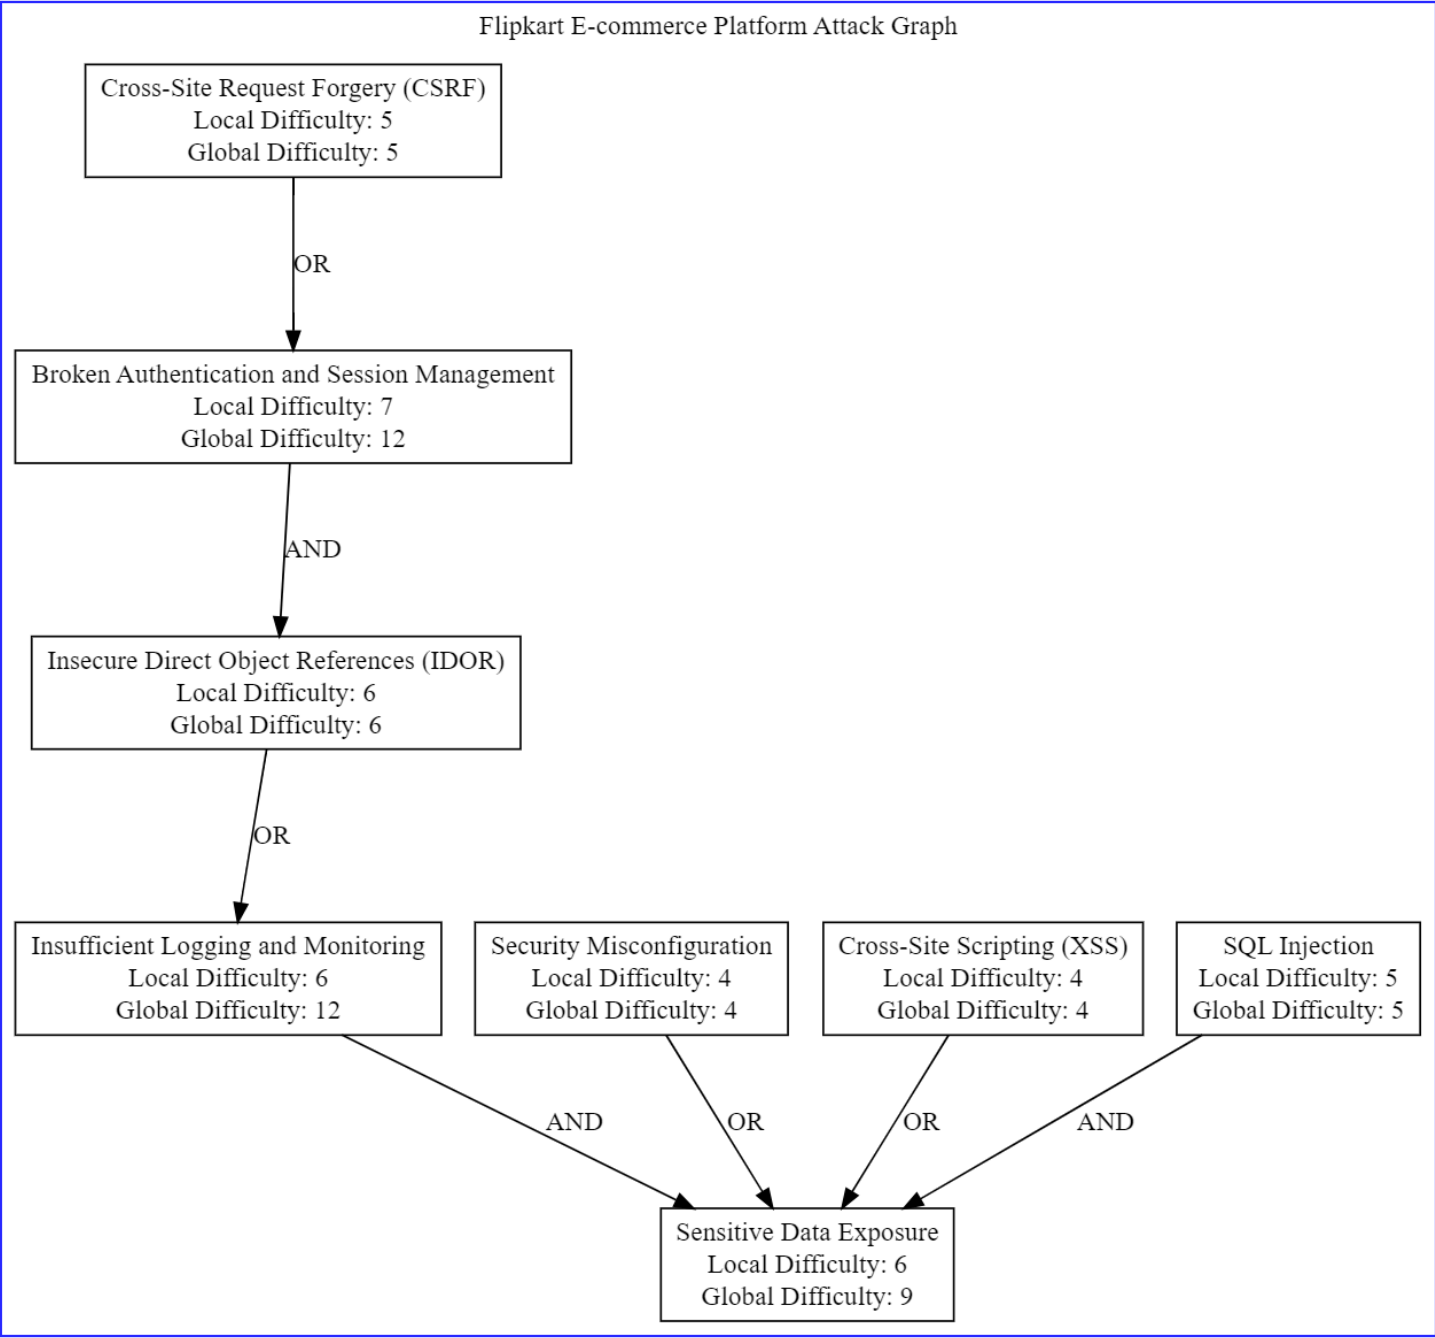 Flipkart E-commerce Platform Attack Graph
Cross-Site Request Forgery (CSRF)
Local Difficulty: 5
Global Difficulty: 5
OR
Broken Authentication and Session Management
Local Difficulty: 7
Global Difficulty: 12
AND
Insecure Direct Object References (IDOR)
Local Difficulty: 6
Global Difficulty: 6
OR
Insufficient Logging and Monitoring
Local Difficulty: 6
Global Difficulty: 12
Security Misconfiguration
Local Difficulty: 4
Global Difficulty: 4
Cross-Site Scripting (XSS)
Local Difficulty: 4
Global Difficulty: 4
SQL Injection
Local Difficulty: 5
Global Difficulty: 5
AND
OR
OR
AND
Sensitive Data Exposure
Local Difficulty: 6
Global Difficulty: 9